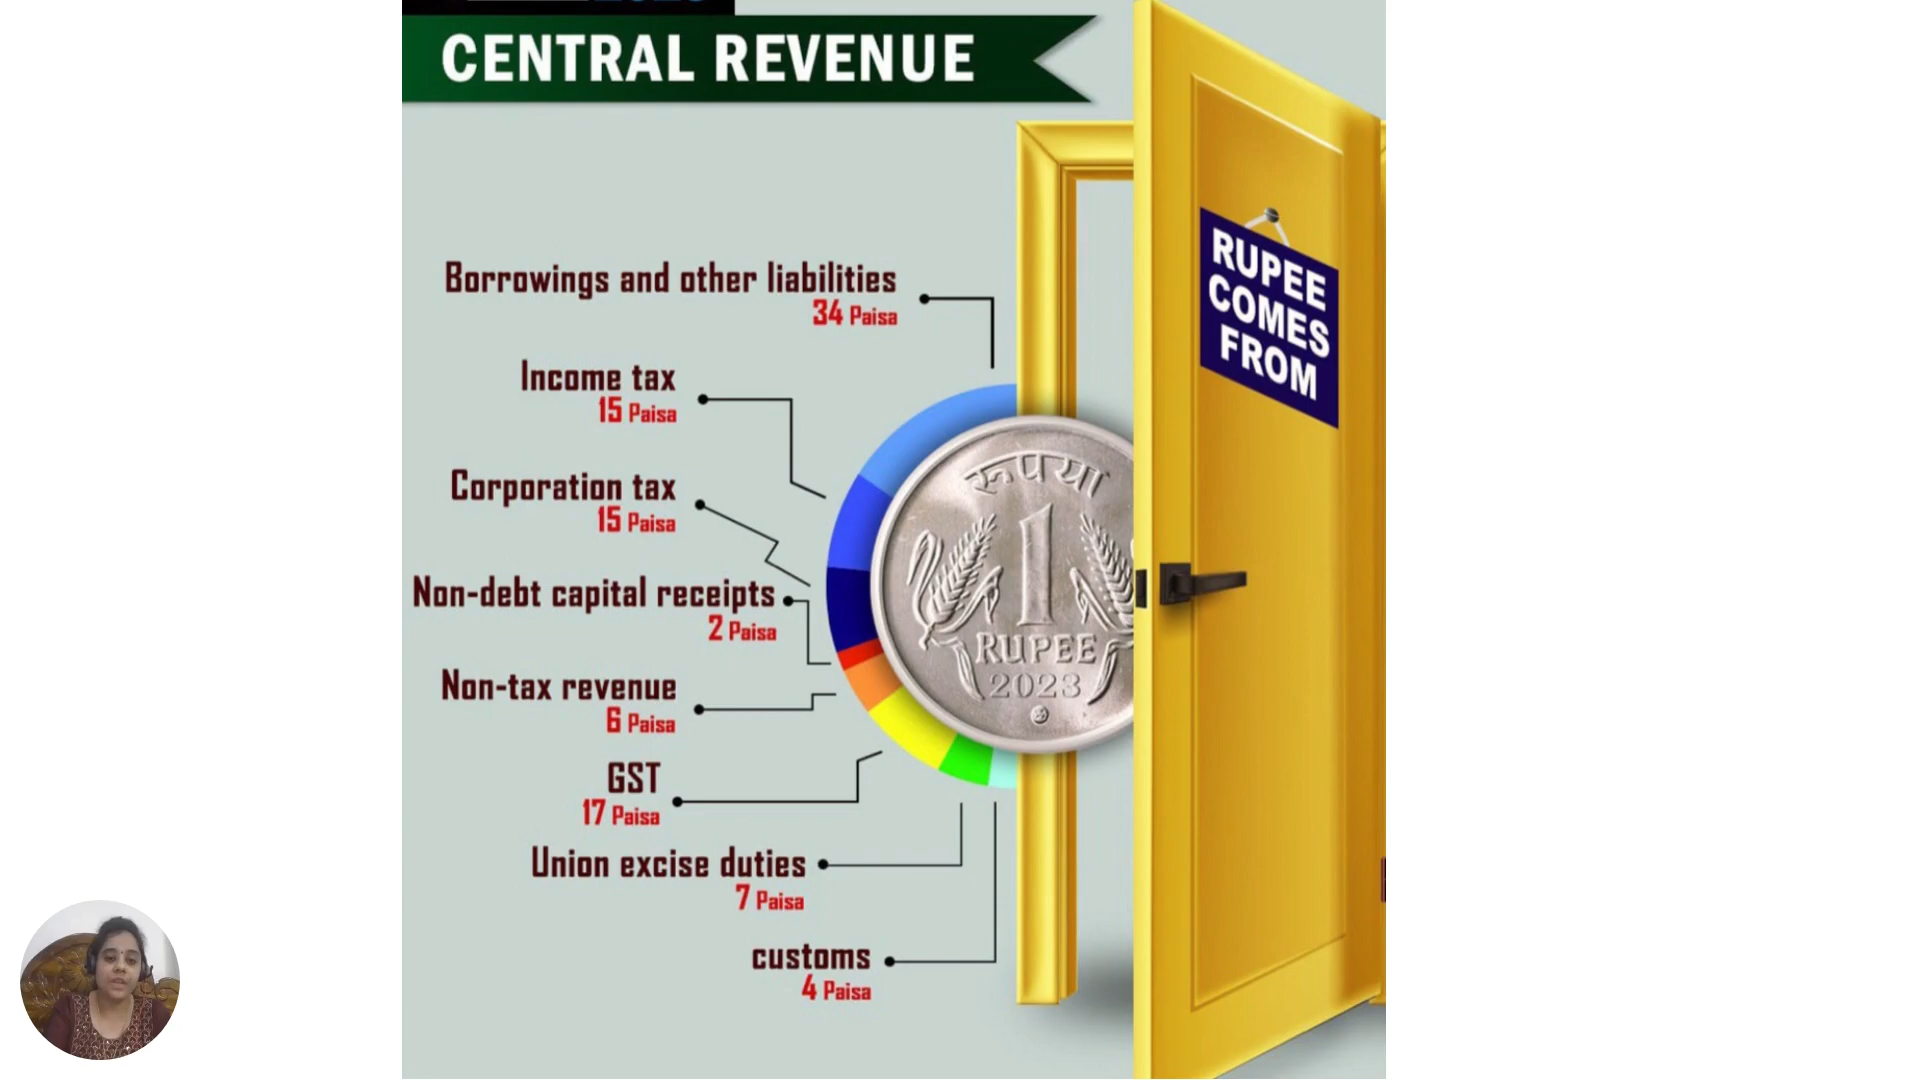 CENTRAL REVENUE
RUPEE
COMES
FROM
Borrowings and other liabilities
34 Paisa
Income tax
15 Paisa
Corporation tax
15 Paisa
Non-debt capital receipts
2 Paisa
Non-tax revenue
6 Paisa
GST
17 Paisa
Union excise duties
7 Paisa
customs
4 Paisa
रूपया
1
RUPEE
2023